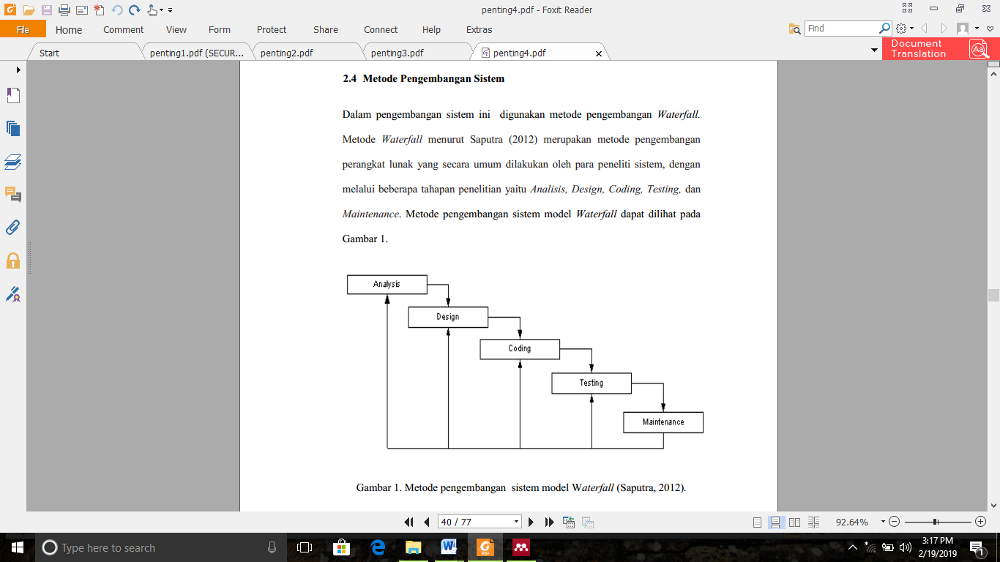 penting4.pdf - Foxit Reader
File Home Comment View Form Protect Share Connect Help Extras Find
Start penting1.pdf (SECUR... penting2.pdf penting3.pdf penting4.pdf
Document
Translation
2.4 Metode Pengembangan Sistem
Dalam pengembangan sistem ini digunakan metode pengembangan Waterfall.
Metode Waterfall menurut Saputra (2012) merupakan metode pengembangan
perangkat lunak yang secara umum dilakukan oleh para peneliti sistem, dengan
melalui beberapa tahapan penelitian yaitu Analisis, Design, Coding, Testing, dan
Maintenance. Metode pengembangan sistem model Waterfall dapat dilihat pada
Gambar 1.
Analysis
Design
Coding
Testing
Maintenance
Gambar 1. Metode pengembangan sistem model Waterfall (Saputra, 2012).
40 / 77 92.64%
Type here to search
3:17 PM
2/19/2019